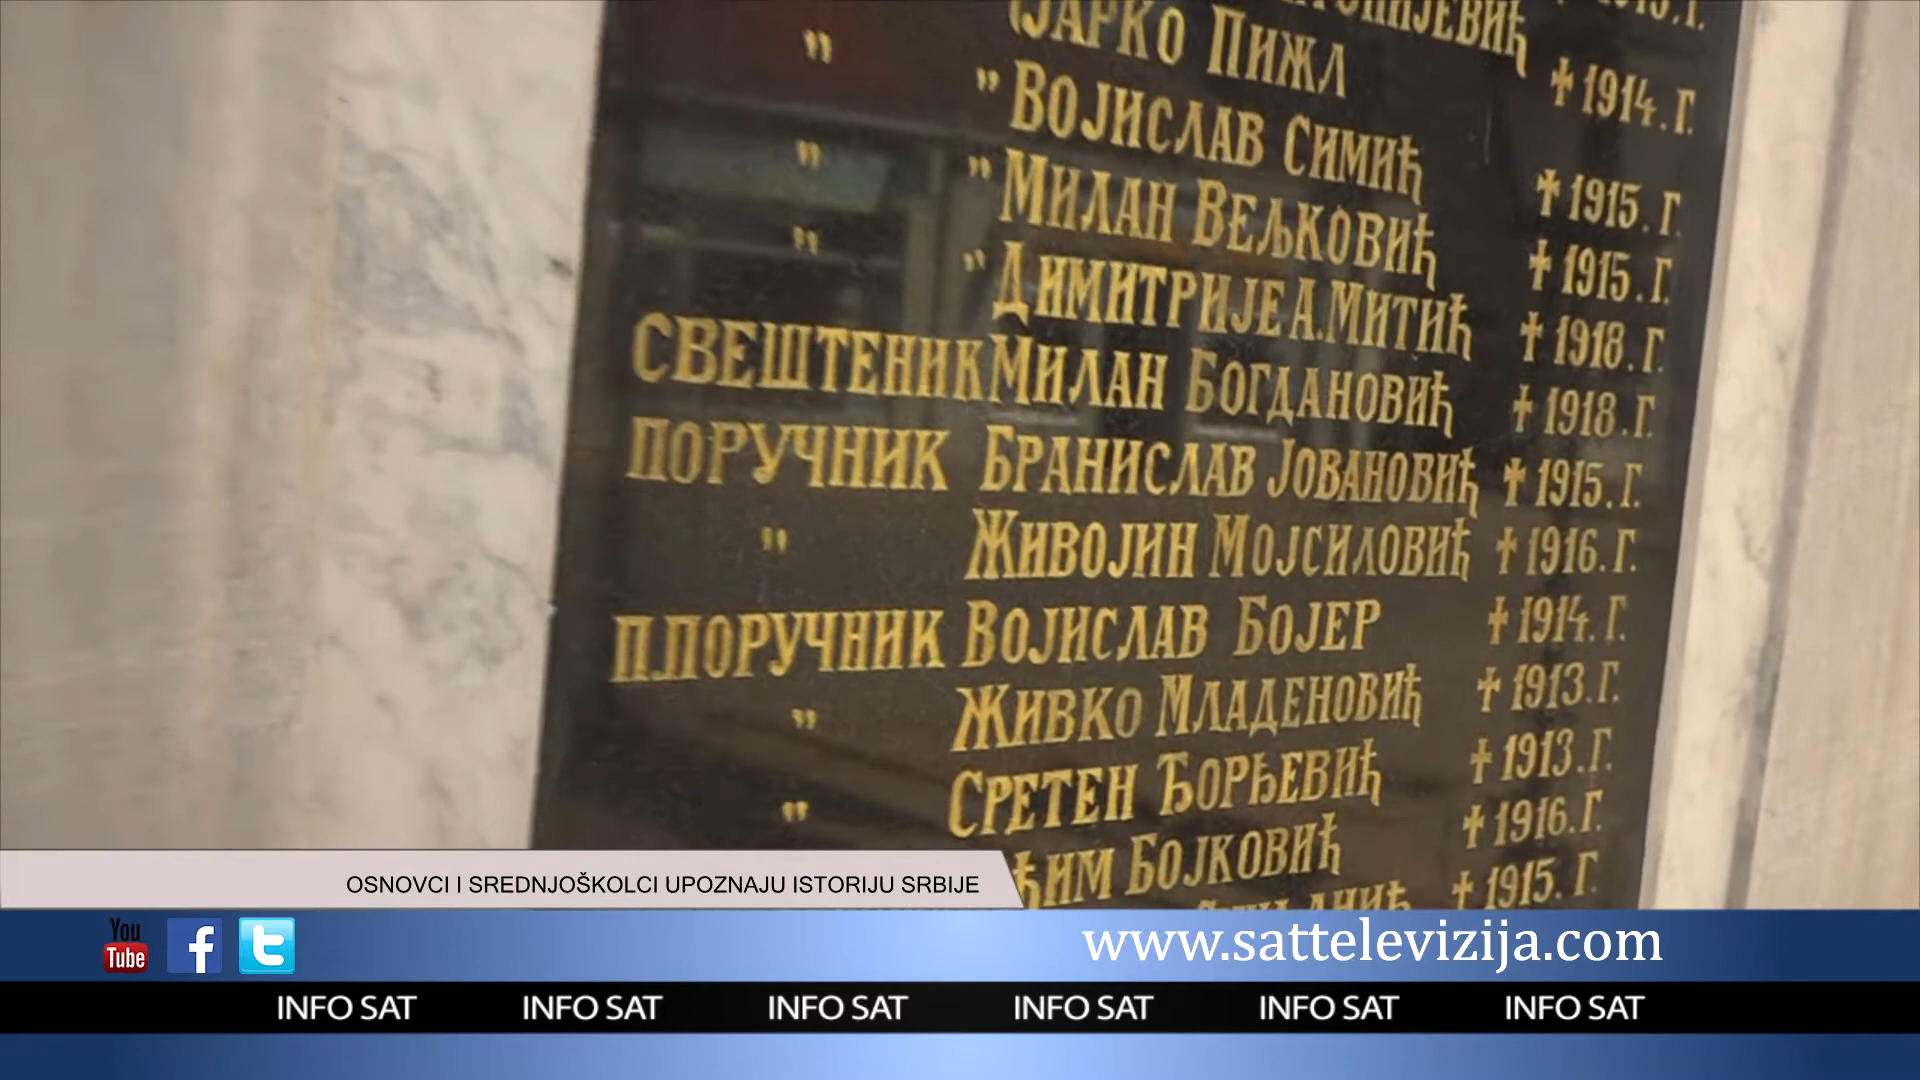 † 1914. Г.
" ЈАРКО ПИЖЛ
" " ВОЈИСЛАВ СИМИЋ † 1915. Г.
" " МИЛАН ВЕЉКОВИЋ † 1915. Г.
" " ДИМИТРИЈЕ А. МИТИЋ † 1918. Г.
СВЕШТЕНИК МИЛАН БОГДАНОВИЋ † 1918. Г.
ПОРУЧНИК БРАНИСЛАВ ЈОВАНОВИЋ † 1915. Г.
" ЖИВОЈИН МОЈСИЛОВИЋ † 1916. Г.
П.ПОРУЧНИК ВОЈИСЛАВ БОЈЕР † 1914. Г.
" ЖИВКО МЛАДЕНОВИЋ † 1913. Г.
" СРЕТЕН ЂОРЂЕВИЋ † 1913. Г.
БОЈКОВИЋ † 1916. Г.
† 1915. Г.
OSNOVCI I SREDNJOŠKOLCI UPOZNAJU ISTORIJU SRBIJE
You Tube f t www.sattelevizija.com
INFO SAT INFO SAT INFO SAT INFO SAT INFO SAT INFO SAT